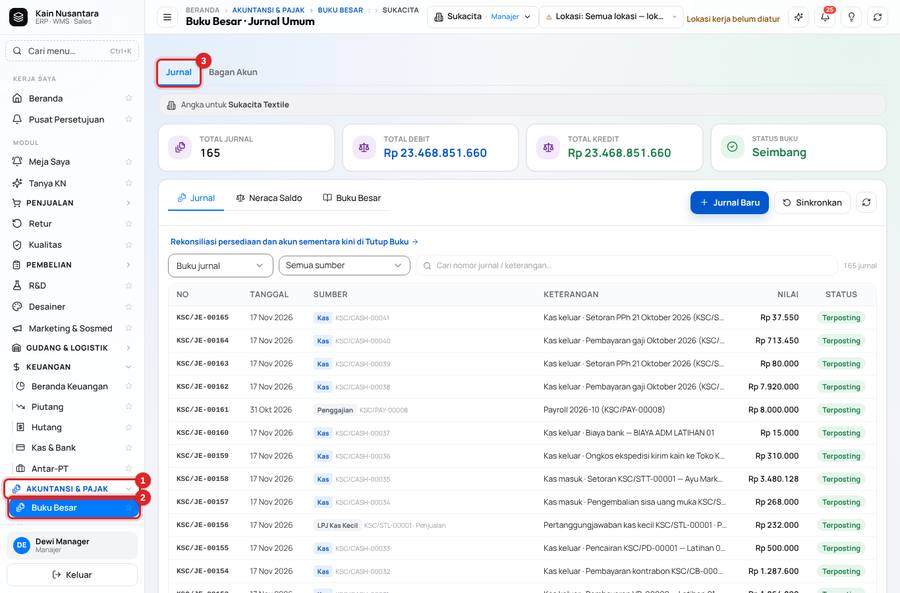 Kain Nusantara
ERP · WMS · Sales
Cari menu... Ctrl+K
KERJA SAYA
Beranda
Pusat Persetujuan
MODUL
Meja Saya
Tanya KN
PENJUALAN
Retur
Kualitas
PEMBELIAN
R&D
Desainer
Marketing & Sosmed
GUDANG & LOGISTIK
KEUANGAN
Beranda Keuangan
Piutang
Hutang
Kas & Bank
Antar-PT
AKUNTANSI & PAJAK 1
Buku Besar 2
DE Dewi Manager
Manajer
Keluar
BERANDA › AKUNTANSI & PAJAK › BUKU BESAR › SUKACITA
Buku Besar · Jurnal Umum
Sukacita · Manajer
Lokasi: Semua lokasi — lok...
Lokasi kerja belum diatur
25
Jurnal 3 Bagan Akun
Angka untuk Sukacita Textile
TOTAL JURNAL
165
TOTAL DEBIT
Rp 23.468.851.660
TOTAL KREDIT
Rp 23.468.851.660
STATUS BUKU
Seimbang
Jurnal Neraca Saldo Buku Besar
+ Jurnal Baru Sinkronkan
Rekonsiliasi persediaan dan akun sementara kini di Tutup Buku →
Buku jurnal Semua sumber Cari nomor jurnal / keterangan... 165 jurnal
NO TANGGAL SUMBER KETERANGAN NILAI STATUS
KSC/JE-00165 17 Nov 2026 Kas KSC/CASH-00041 Kas keluar · Setoran PPh 21 Oktober 2026 (KSC/S... Rp 37.550 Terposting
KSC/JE-00164 17 Nov 2026 Kas KSC/CASH-00040 Kas keluar · Pembayaran gaji Oktober 2026 (KSC/... Rp 713.450 Terposting
KSC/JE-00163 17 Nov 2026 Kas KSC/CASH-00039 Kas keluar · Setoran PPh 21 Oktober 2026 (KSC/S... Rp 80.000 Terposting
KSC/JE-00162 17 Nov 2026 Kas KSC/CASH-00038 Kas keluar · Pembayaran gaji Oktober 2026 (KSC/... Rp 7.920.000 Terposting
KSC/JE-00161 31 Okt 2026 Penggajian KSC/PAY-00008 Payroll 2026-10 (KSC/PAY-00008) Rp 8.000.000 Terposting
KSC/JE-00160 17 Nov 2026 Kas KSC/CASH-00037 Kas keluar · Biaya bank — BIAYA ADM LATIHAN 01 Rp 15.000 Terposting
KSC/JE-00159 17 Nov 2026 Kas KSC/CASH-00036 Kas keluar · Ongkos ekspedisi kirim kain ke Toko K... Rp 310.000 Terposting
KSC/JE-00158 17 Nov 2026 Kas KSC/CASH-00035 Kas masuk · Pencairan KSC/STT-00001 — Ayu Mark... Rp 3.480.128 Terposting
KSC/JE-00157 17 Nov 2026 Kas KSC/CASH-00034 Kas masuk · Pengembalian sisa uang muka KSC/S... Rp 268.000 Terposting
KSC/JE-00156 17 Nov 2026 LPJ Kas Kecil KSC/STL-00001 · Penjualan Pertanggungjawaban kas kecil KSC/STL-00001 · P... Rp 232.000 Terposting
KSC/JE-00155 17 Nov 2026 Kas KSC/CASH-00033 Kas keluar · Pencairan KSC/PD-00001 — Latihan 0... Rp 500.000 Terposting
KSC/JE-00154 17 Nov 2026 Kas KSC/CASH-00032 Kas keluar · Pembayaran kontrabon KSC/CB-000... Rp 1.287.600 Terposting